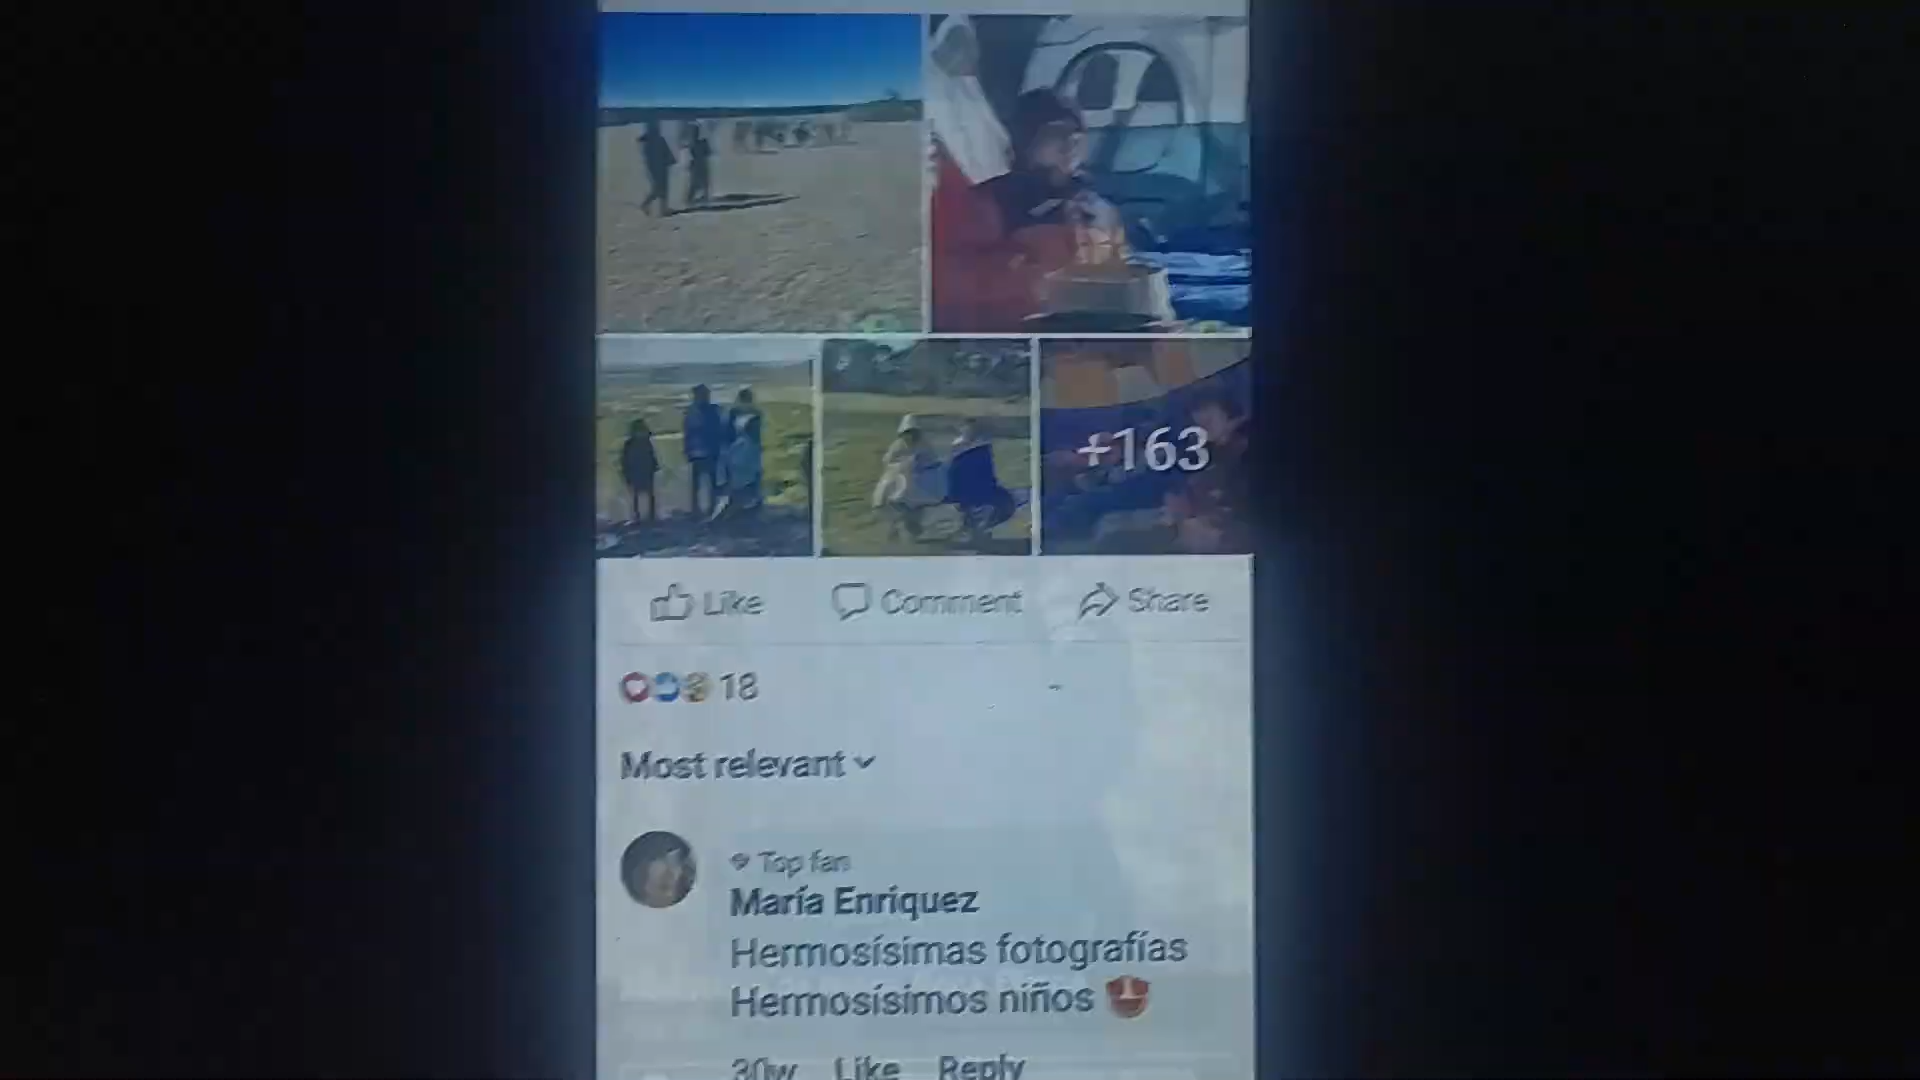 +163
Like Comment Share
18
Most relevant
Top fan
María Enriquez
Hermosísimas fotografías
Hermosísimos niños
30w Like Reply